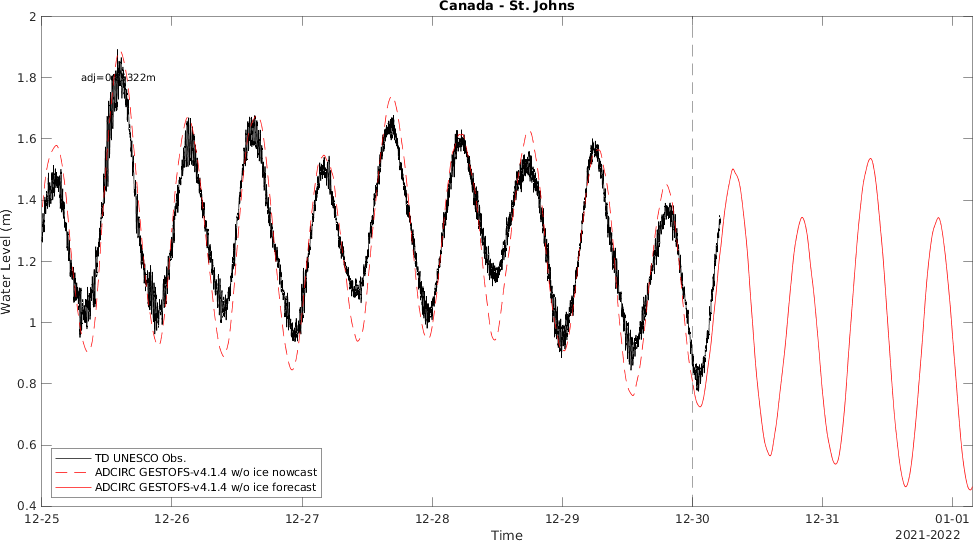 Canada - St. Johns
2
1.8
1.6
1.4
1.2
1
0.8
0.6
0.4
Water Level (m)
TD UNESCO Obs.
ADCIRC GESTOFS-v4.1.4 w/o ice nowcast
ADCIRC GESTOFS-v4.1.4 w/o ice forecast
12-25 12-26 12-27 12-28 12-29 12-30 12-31 01-01
Time
2021-2022